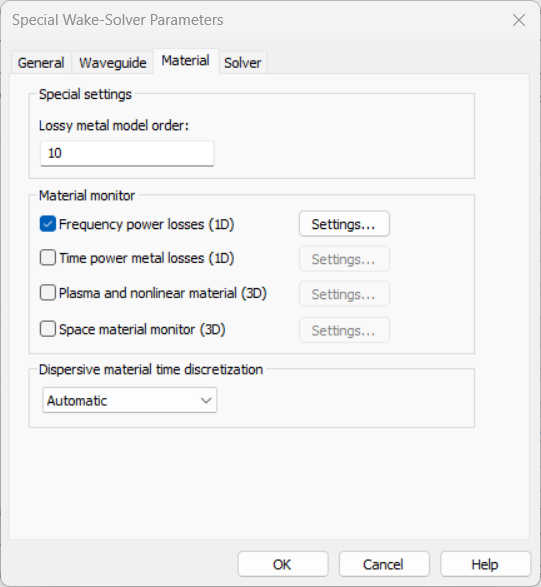 Special Wake-Solver Parameters
General Waveguide Material Solver
Special settings
Lossy metal model order:
10
Material monitor
Frequency power losses (1D) Settings...
Time power metal losses (1D) Settings...
Plasma and nonlinear material (3D) Settings...
Space material monitor (3D) Settings...
Dispersive material time discretization
Automatic
OK Cancel Help